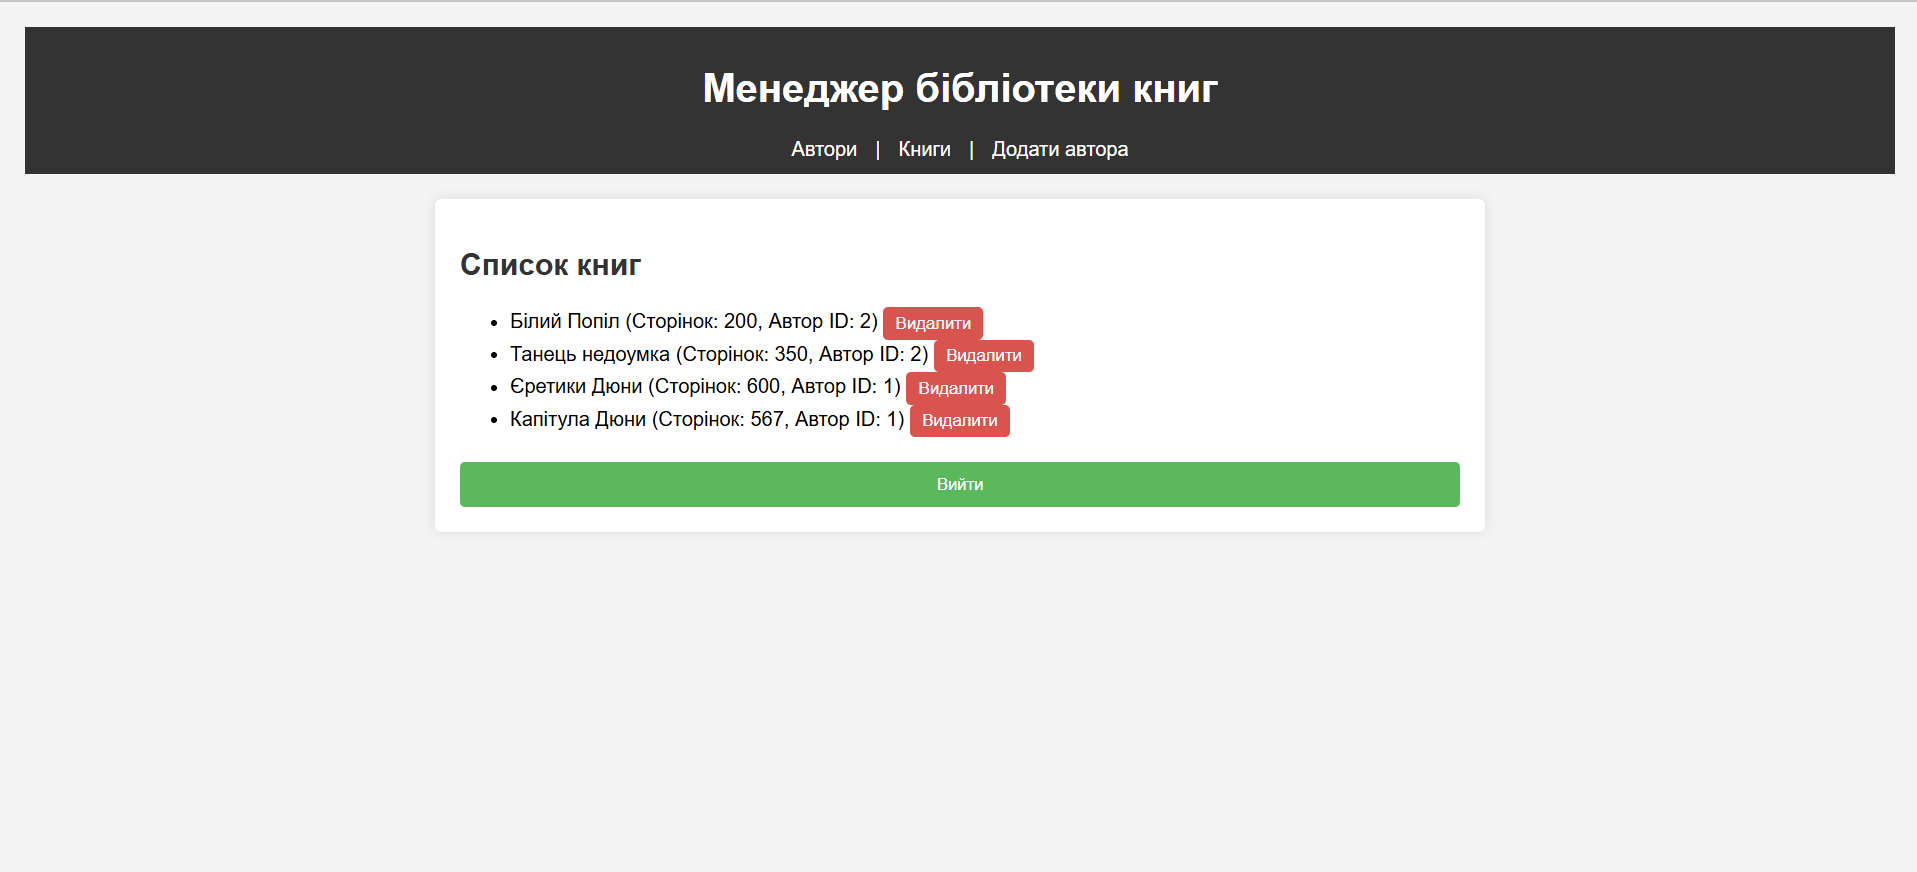 Менеджер бібліотеки книг
Автори | Книги | Додати автора
Список книг
Білий Попіл (Сторінок: 200, Автор ID: 2) Видалити
Танець недоумка (Сторінок: 350, Автор ID: 2) Видалити
Єретики Дюни (Сторінок: 600, Автор ID: 1) Видалити
Капітула Дюни (Сторінок: 567, Автор ID: 1) Видалити
Вийти